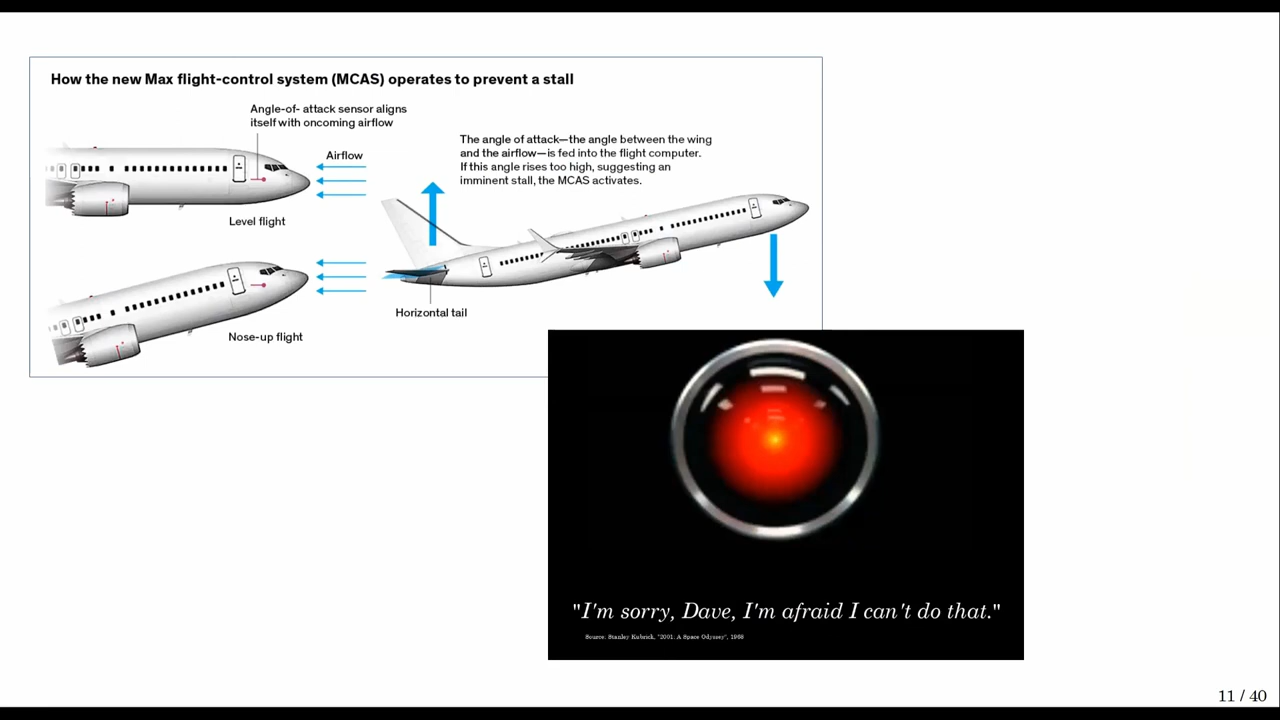 How the new Max flight-control system (MCAS) operates to prevent a stall
Angle-of- attack sensor aligns
itself with oncoming airflow
Airflow
Level flight
Nose-up flight
The angle of attack—the angle between the wing
and the airflow—is fed into the flight computer.
If this angle rises too high, suggesting an
imminent stall, the MCAS activates.
Horizontal tail
"I'm sorry, Dave, I'm afraid I can't do that."
Source: Stanley Kubrick, "2001: A Space Odyssey", 1968
11 / 40